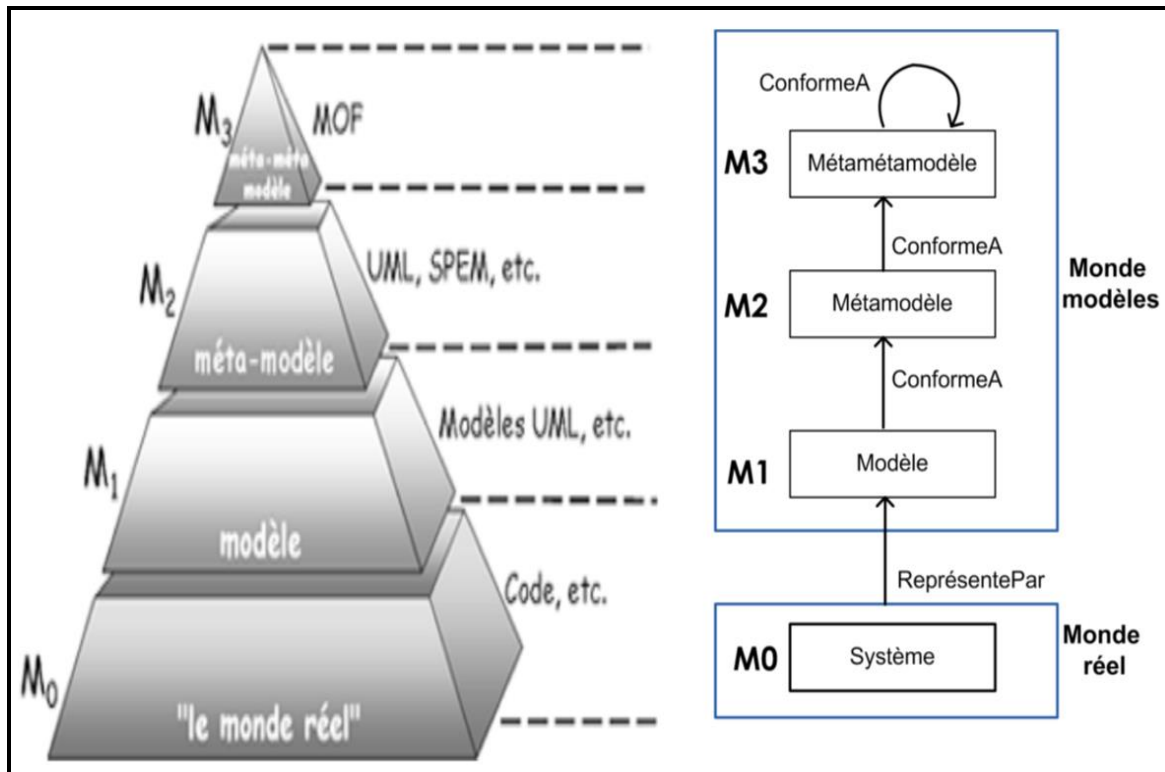 M3
MOF
méta-méta
modèle
M2
UML, SPEM, etc.
méta-modèle
M1
Modèles UML, etc.
modèle
M0
Code, etc.
"le monde réel"
ConformeA
M3
Métamétamodèle
ConformeA
M2
Métamodèle
Monde
modèles
ConformeA
M1
Modèle
ReprésentePar
M0
Système
Monde
réel